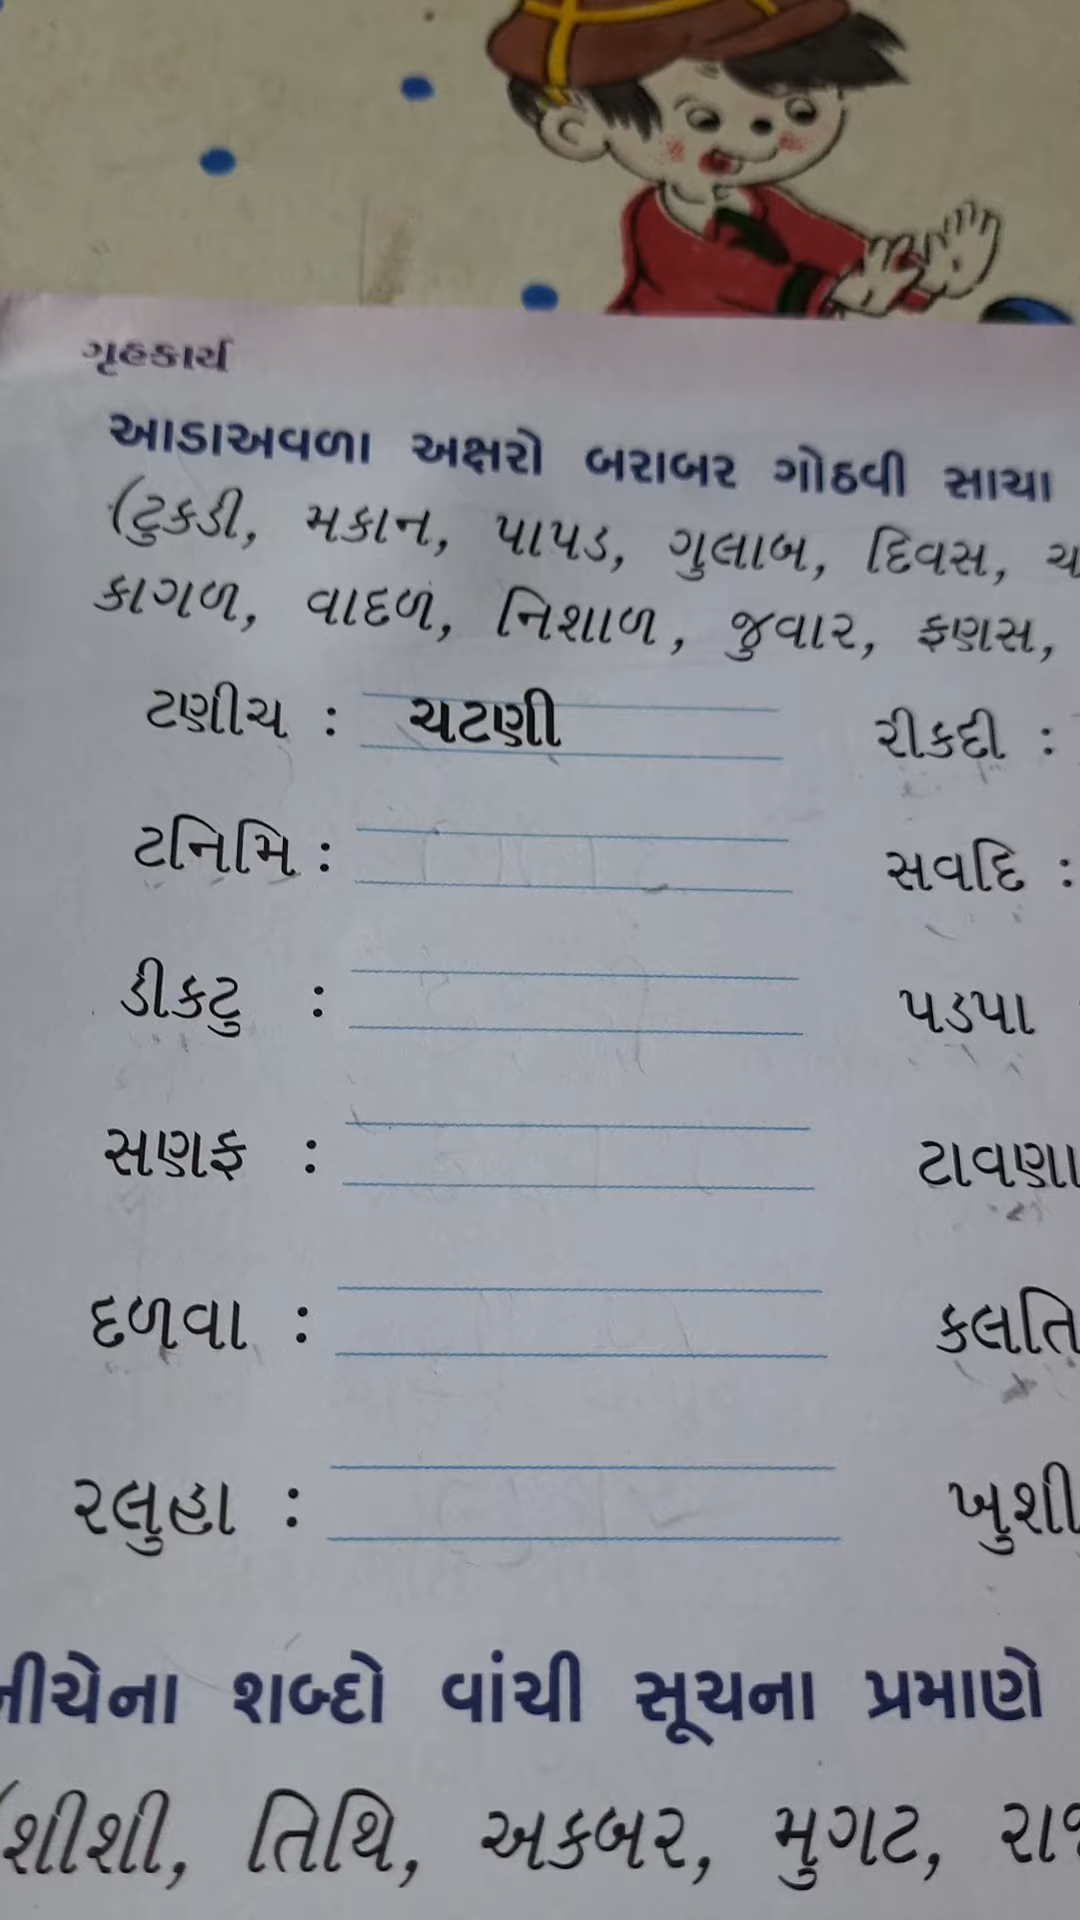 ગૃહકાર્ય
આડાઅવળા અક્ષરો બરાબર ગોઠવી સાચા
(ટુકડી, મકાન, પાપડ, ગુલાબ, દિવસ,
કાગળ, વાદળ, નિશાળ, જુવાર, ફણસ,
ટણીચ : ચટણી રીકદી :
ટનિમિ : સવદિ :
ડીકટુ : પડપા
સણફ : ટાવણા
દળવા : કલતિ
રલુહા : ખુશી
નીચેના શબ્દો વાંચી સૂચના પ્રમાણે
(શીશી, તિથિ, અકબર, મુગટ,